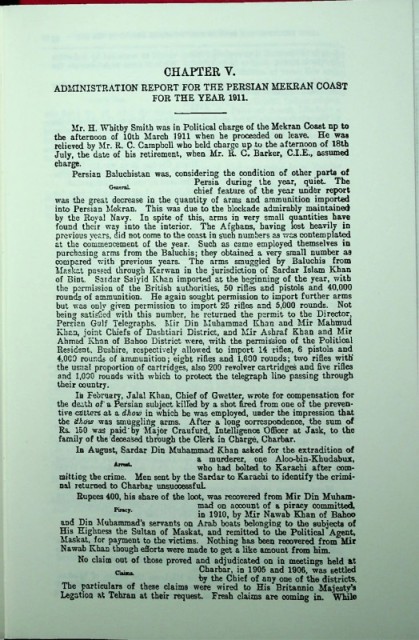 CHAPTER V.
ADMINISTRATION REPORT FOR THE PERSIAN MEKRAN COAST
FOR THE YEAR 1911.
Mr. H. Whitby Smith was in Political charge of the Mekran Coast up to
the afternoon of 10th March 1911 when he proceeded on leave. He was
relieved by Mr. R. C. Campbell who held charge up to the afternoon of 18th
July, the date of his retirement, when Mr. R. C. Barker, C.I.E., assumed
charge.
Persian Baluchistan was, considering the condition of other parts of
General.
Persia during the year, quiet. The
chief feature of the year under report
was the great decrease in the quantity of arms and ammunition imported
into Persian Mekran. This was due to the blockade admirably maintained
by the Royal Navy. In spite of this, arms in very small quantities have
found their way into the interior. The Afghans, having lost heavily in
previous years, did not come to the coast in such numbers as was contemplated
at the commencement of the year. Such as came employed themselves in
purchasing arms from the Baluchis; they obtained a very small number as
compared with previous years. The arms smuggled by Baluchis from
Maskat passed through Karwan in the jurisdiction of Sardar Islam Khan
of Bint. Sardar Saiyid Khan imported at the beginning of the year, with
the permission of the British authorities, 50 rifles and pistols and 40,000
rounds of ammunition. He again sought permission to import further arms
but was only given permission to import 25 rifles and 5,000 rounds. Not
being satisfied with this number, he returned the permit to the Director,
Persian Gulf Telegraphs. Mir Din Muhammad Khan and Mir Mahmud
Khan, joint Chiefs of Dashtiari District, and Mir Ashraf Khan and Mir
Ahmed Khan of Bahoo District were, with the permission of the Political
Resident, Bushire, respectively allowed to import 14 rifles, 6 pistols and
4,000 rounds of ammunition; eight rifles and 1,600 rounds; two rifles with
the usual proportion of cartridges, also 200 revolver cartridges and five rifles
and 1,000 rounds with which to protect the telegraph line passing through
their country.
In February, Jalal Khan, Chief of Gwetter, wrote for compensation for
the death of a Persian subject killed by a shot fired from one of the preven-
tive cutters at a dhow in which he was employed, under the impression that
the dhow was smuggling arms. After a long correspondence, the sum of
Rs. 150 was paid by Major Craufurd, Intelligence Officer at Jask, to the
family of the deceased through the Clerk in Charge, Charbar.
In August, Sardar Din Muhammad Khan asked for the extradition of
Arrest.
a murderer, one Aloo-bin-Khudabux,
who had bolted to Karachi after com-
mitting the crime. Men sent by the Sardar to Karachi to identify the crimi-
nal returned to Charbar unsuccessful.
Rupees 400, his share of the loot, was recovered from Mir Din Muham-
Piracy.
mad on account of a piracy committed,
in 1910, by Mir Nawab Khan of Bahoo
and Din Muhammad's servants on Arab boats belonging to the subjects of
His Highness the Sultan of Maskat, and remitted to the Political Agent,
Maskat, for payment to the victims. Nothing has been recovered from Mir
Nawab Khan though efforts were made to get a like amount from him.
No claim out of those proved and adjudicated on in meetings held at
Claims.
Charbar, in 1905 and 1906, was settled
by the Chief of any one of the districts.
The particulars of these claims were wired to His Britannic Majesty's
Legation at Tehran at their request. Fresh claims are coming in. While